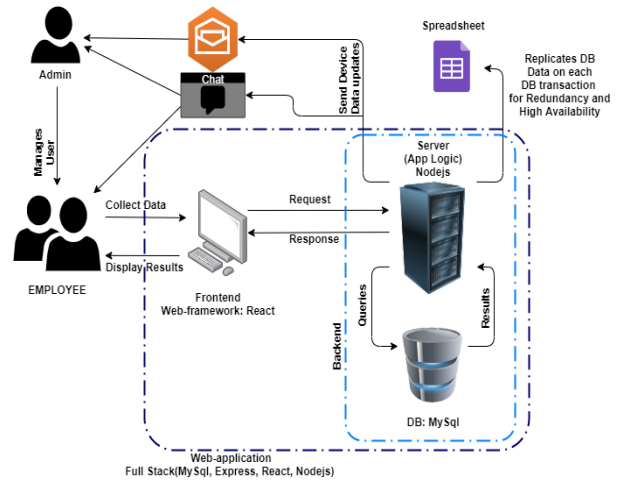 Spreadsheet
Admin
Chat
Send Device
Data updates
Replicates DB
Data on each
DB transaction
for Redundancy and
High Availability
Manages
User
Server
(App Logic)
Nodejs
Collect Data
Request
Response
Display Results
EMPLOYEE
Frontend
Web-framework: React
Queries
Results
Backend
DB: MySql
Web-application
Full Stack(MySql, Express, React, Nodejs)